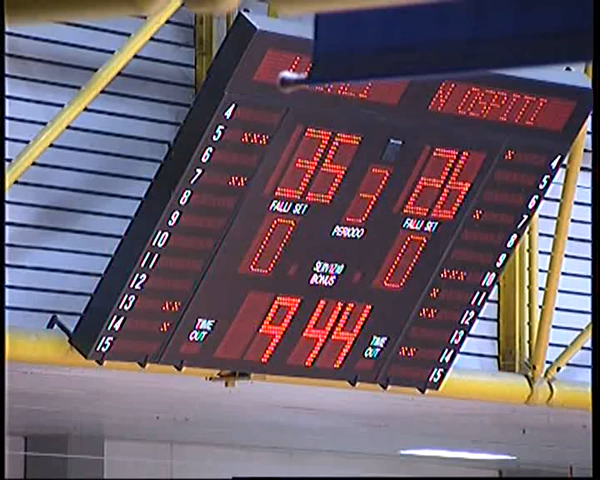 OSPITI
4 35 3 26 4
5 5
6 6
7 FALLI SET PERIODO FALLI SET 7
8 8
9 0 0 9
10 SERVIZIO 10
11 BONUS 11
12 12
13 13
14 TIME OUT 9 44 TIME OUT 14
15 15